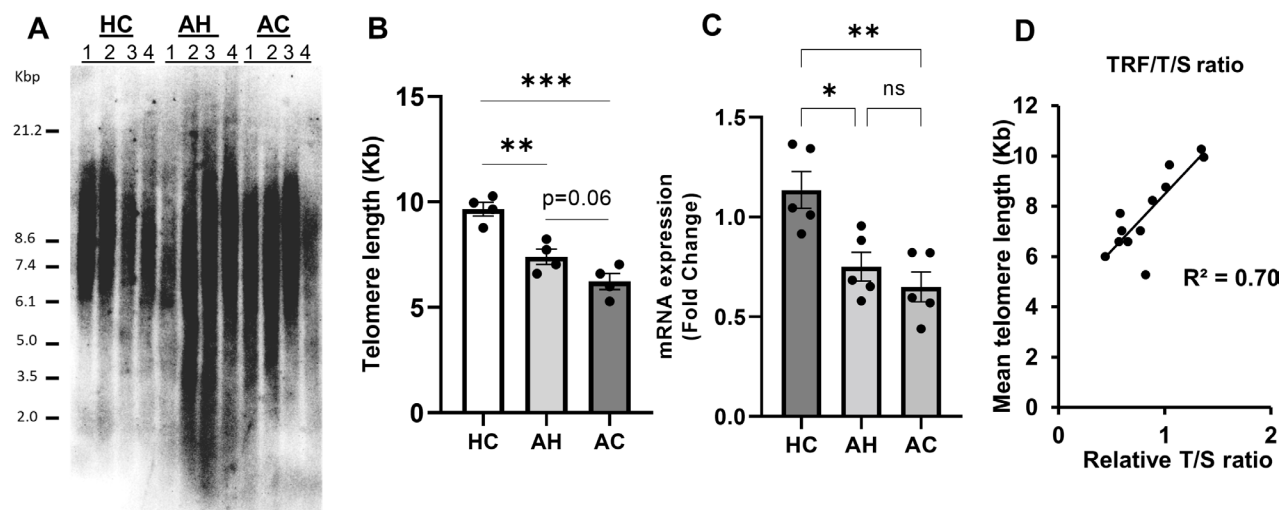 A
HC AH AC
1 2 3 4 1 2 3 4 1 2 3 4
Kbp
21.2
8.6
7.4
6.1
5.0
3.5
2.0
B
Telomere length (Kb)
15
10
5
0
***
**
p=0.06
HC AH AC
C
mRNA expression
(Fold Change)
1.5
1.0
0.5
0.0
**
*
ns
HC AH AC
D
TRF/T/S ratio
Mean telomere length (Kb)
12
10
8
6
4
2
0
R² = 0.70
0 1 2
Relative T/S ratio